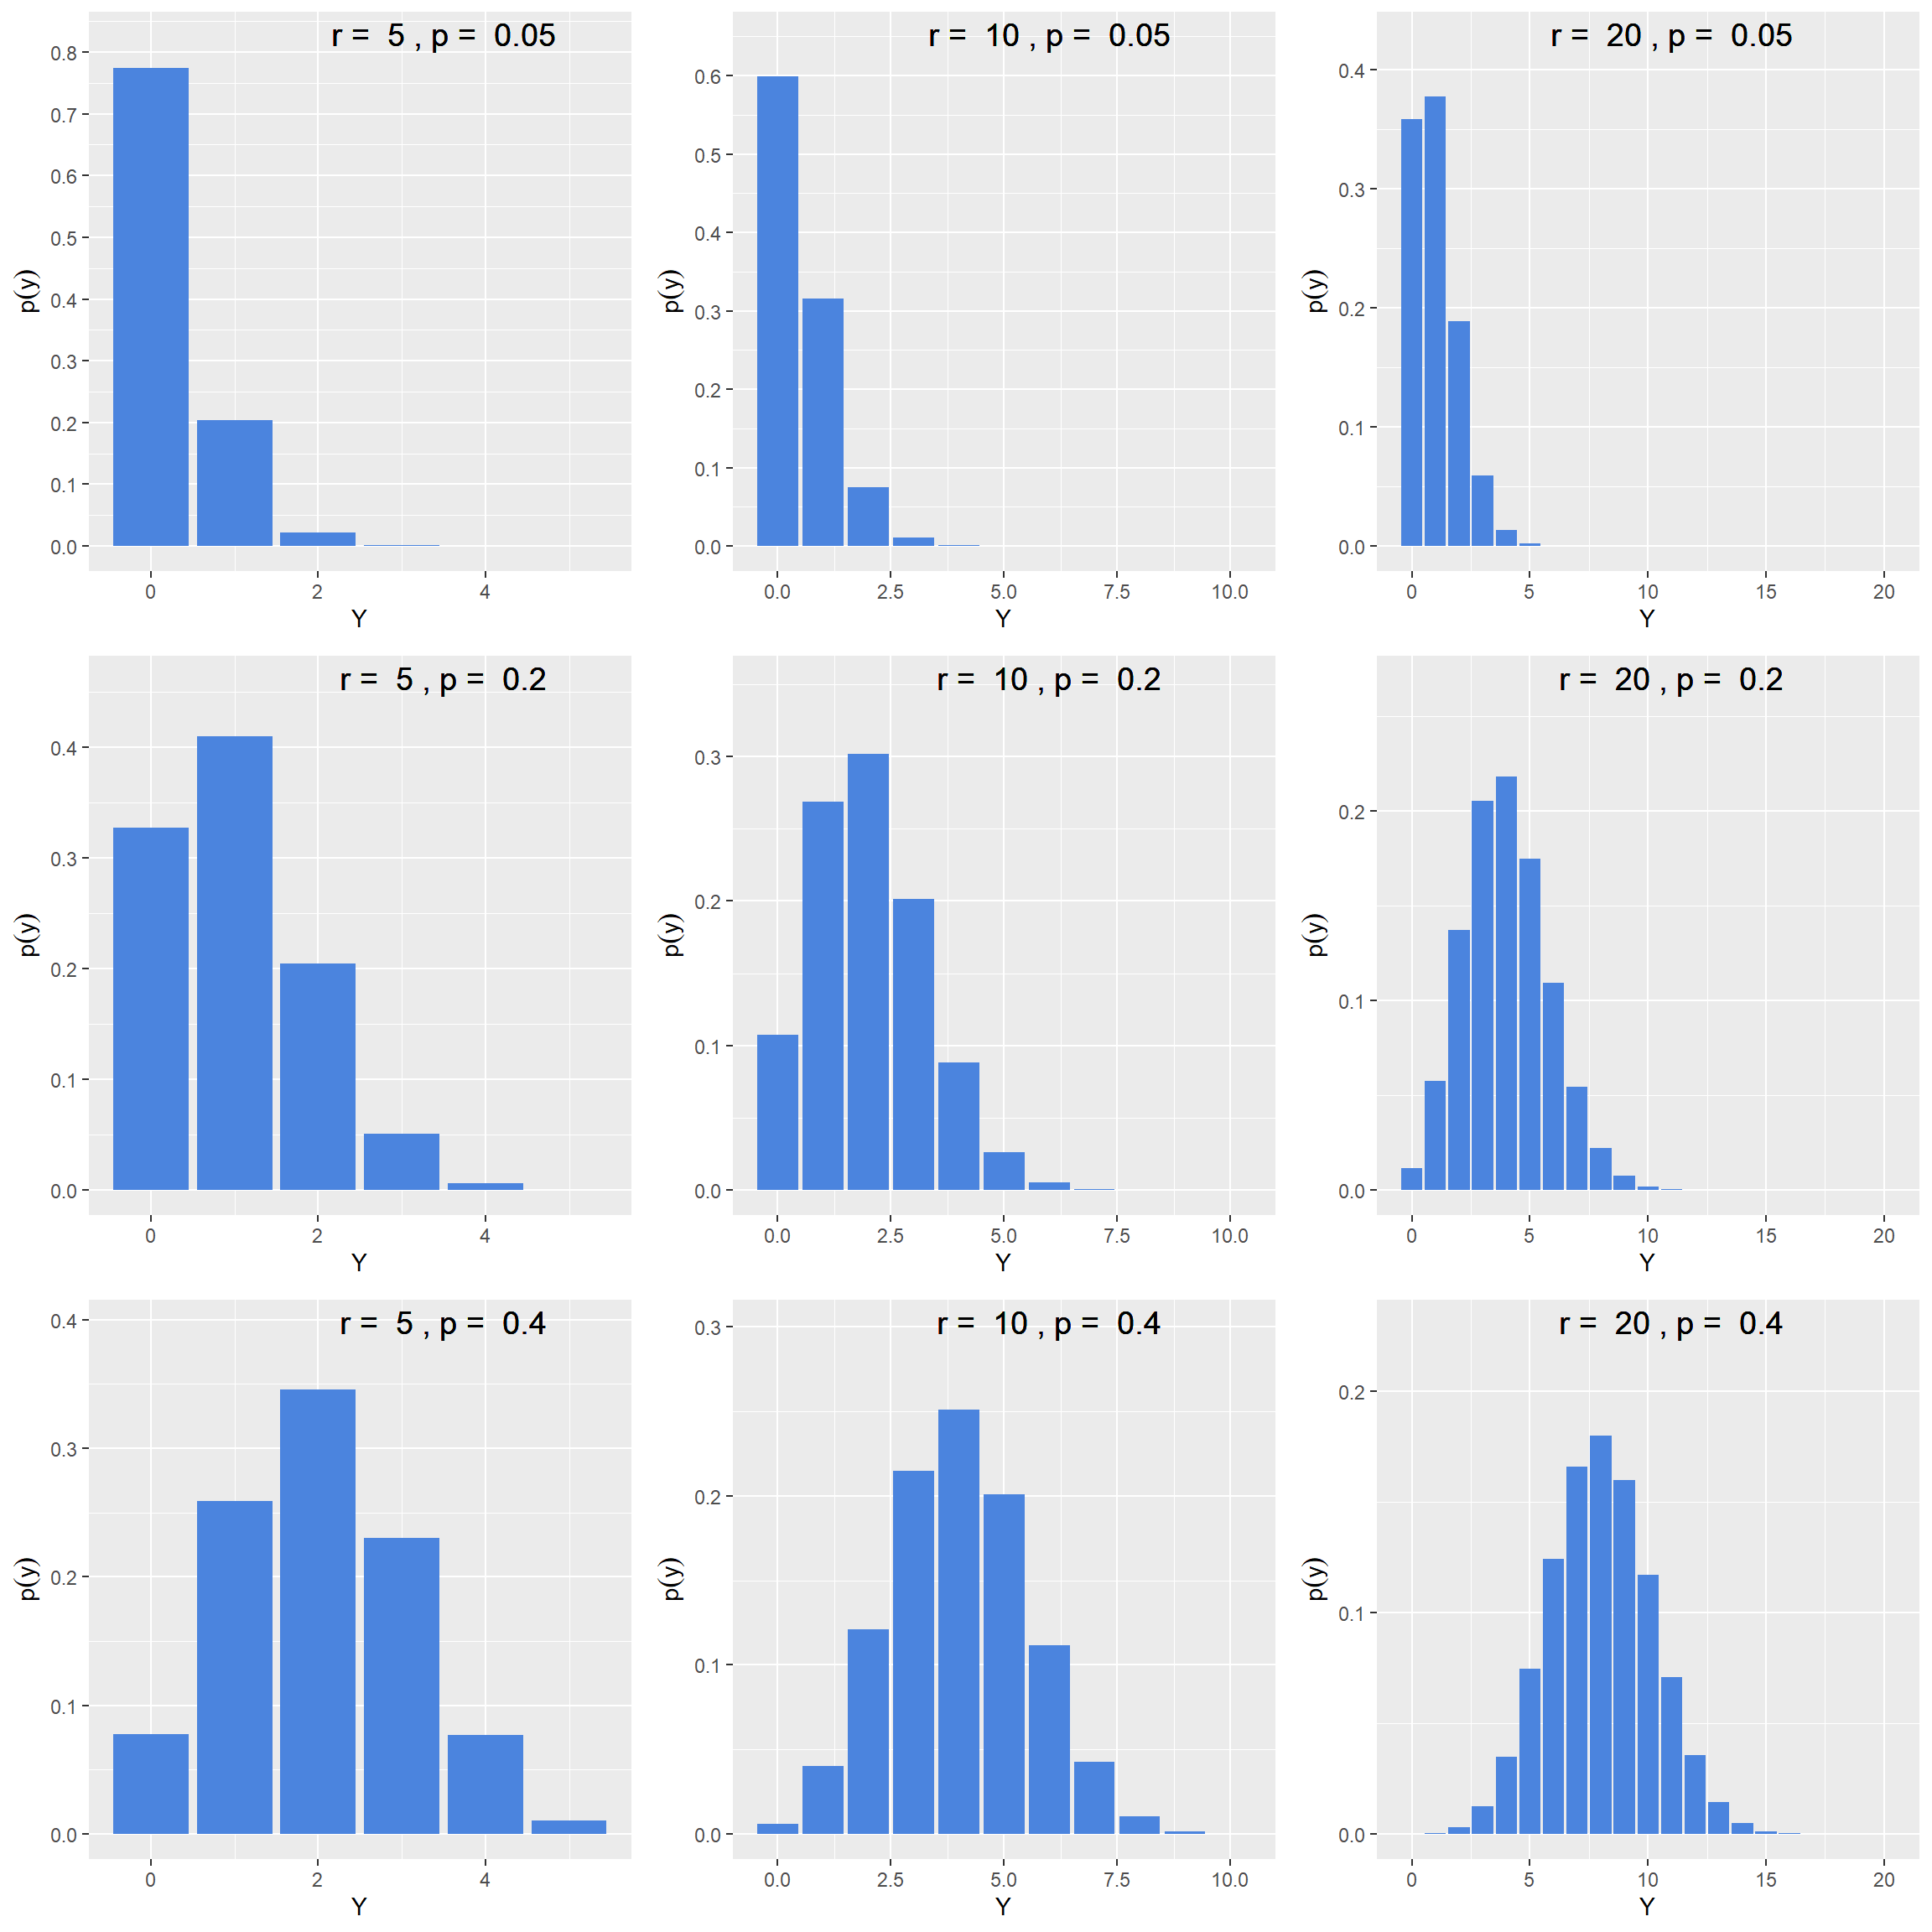 r = 5 , p = 0.05
0.8
0.7
0.6
0.5
0.4
0.3
0.2
0.1
0.0
p(y)
0 2 4
Y
r = 10 , p = 0.05
0.6
0.5
0.4
0.3
0.2
0.1
0.0
p(y)
0.0 2.5 5.0 7.5 10.0
Y
r = 20 , p = 0.05
0.4
0.3
0.2
0.1
0.0
p(y)
0 5 10 15 20
Y
r = 5 , p = 0.2
0.4
0.3
0.2
0.1
0.0
p(y)
0 2 4
Y
r = 10 , p = 0.2
0.3
0.2
0.1
0.0
p(y)
0.0 2.5 5.0 7.5 10.0
Y
r = 20 , p = 0.2
0.2
0.1
0.0
p(y)
0 5 10 15 20
Y
r = 5 , p = 0.4
0.4
0.3
0.2
0.1
0.0
p(y)
0 2 4
Y
r = 10 , p = 0.4
0.3
0.2
0.1
0.0
p(y)
0.0 2.5 5.0 7.5 10.0
Y
r = 20 , p = 0.4
0.2
0.1
0.0
p(y)
0 5 10 15 20
Y